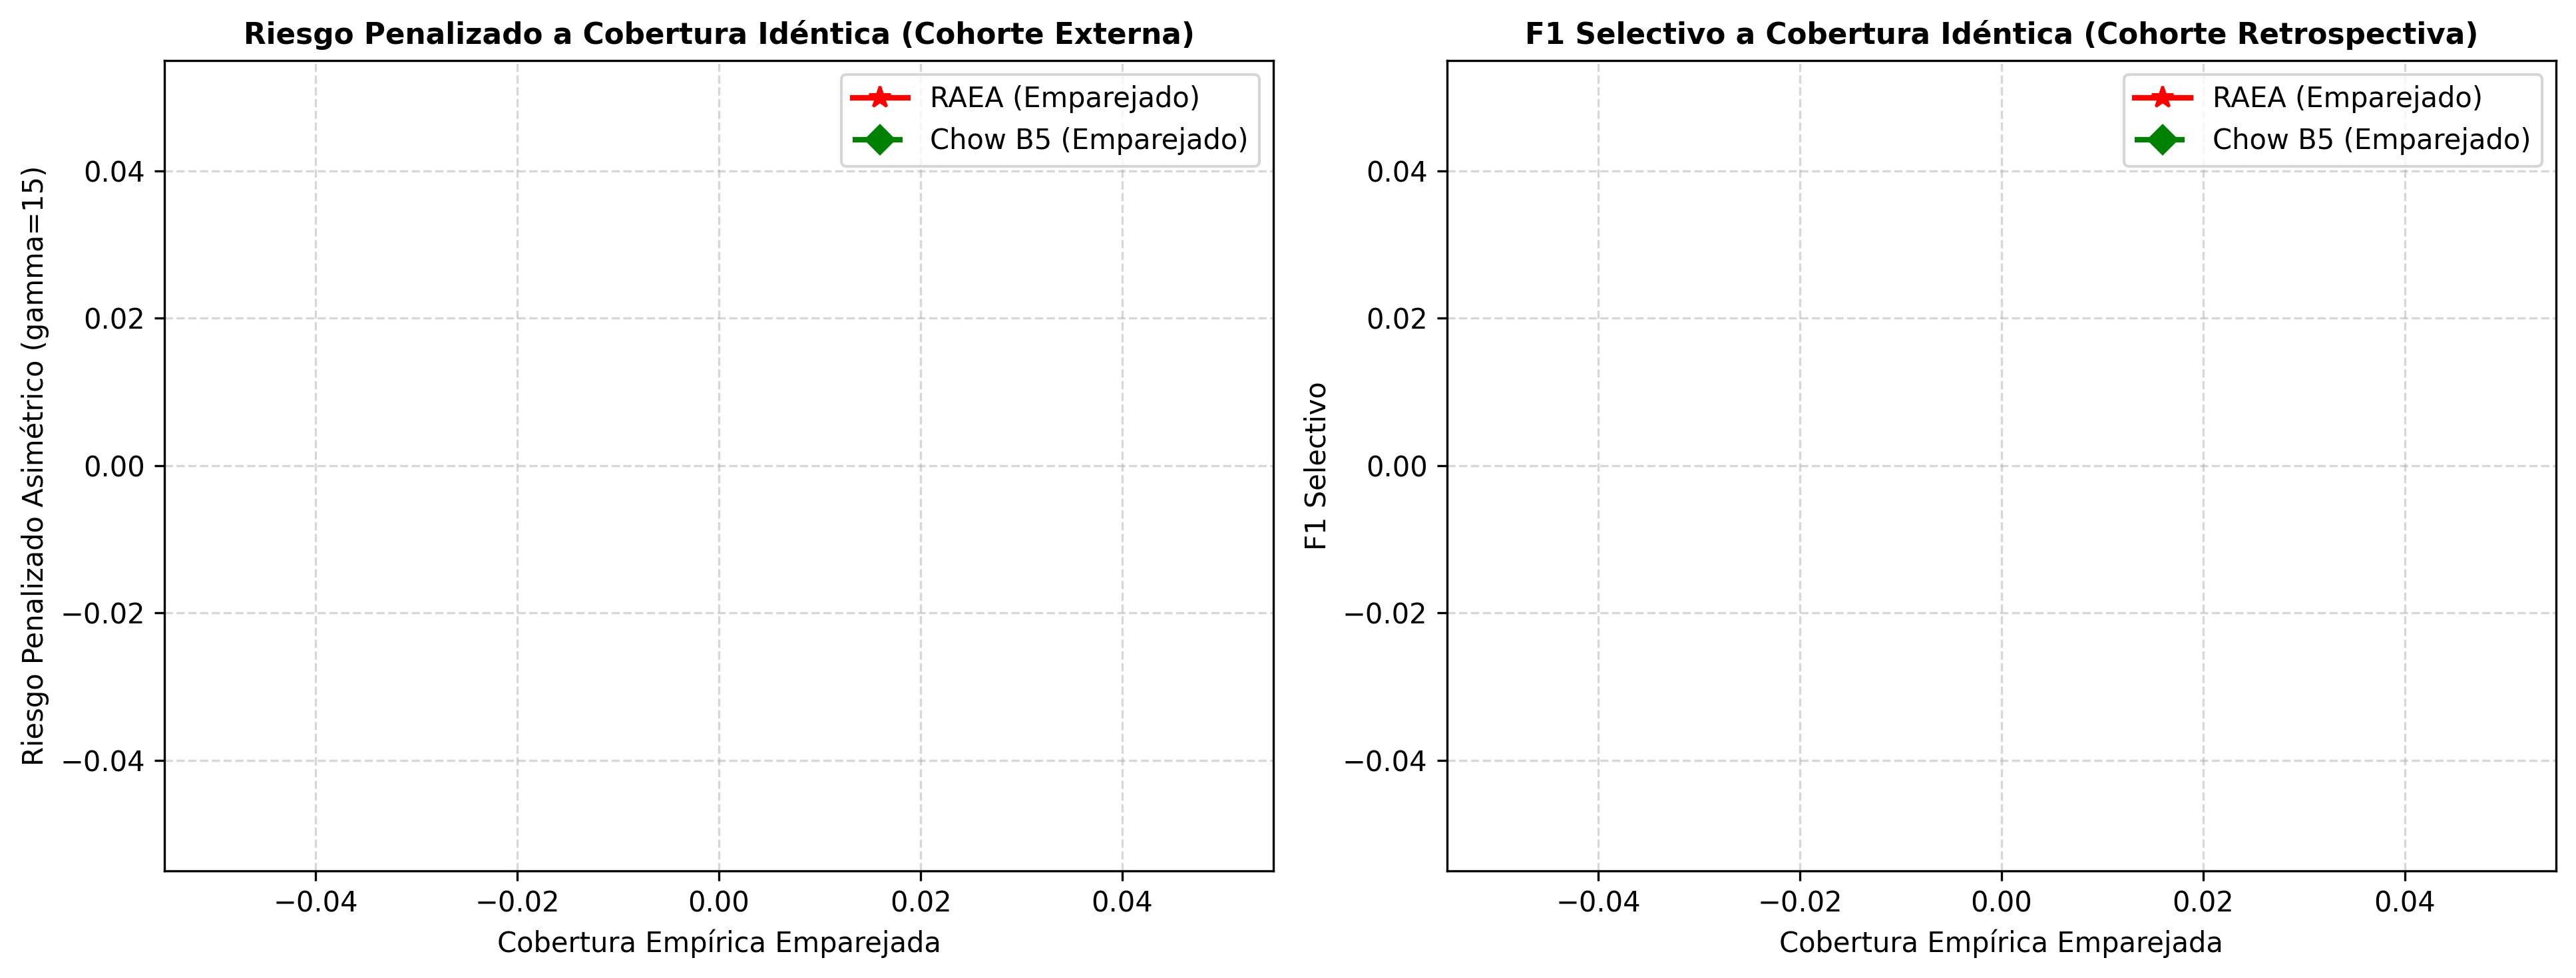 Riesgo Penalizado a Cobertura Idéntica (Cohorte Externa)
RAEA (Emparejado)
Chow B5 (Emparejado)
Riesgo Penalizado Asimétrico (gamma=15)
0.04
0.02
0.00
−0.02
−0.04
−0.04 −0.02 0.00 0.02 0.04
Cobertura Empírica Emparejada
F1 Selectivo a Cobertura Idéntica (Cohorte Retrospectiva)
RAEA (Emparejado)
Chow B5 (Emparejado)
F1 Selectivo
0.04
0.02
0.00
−0.02
−0.04
−0.04 −0.02 0.00 0.02 0.04
Cobertura Empírica Emparejada